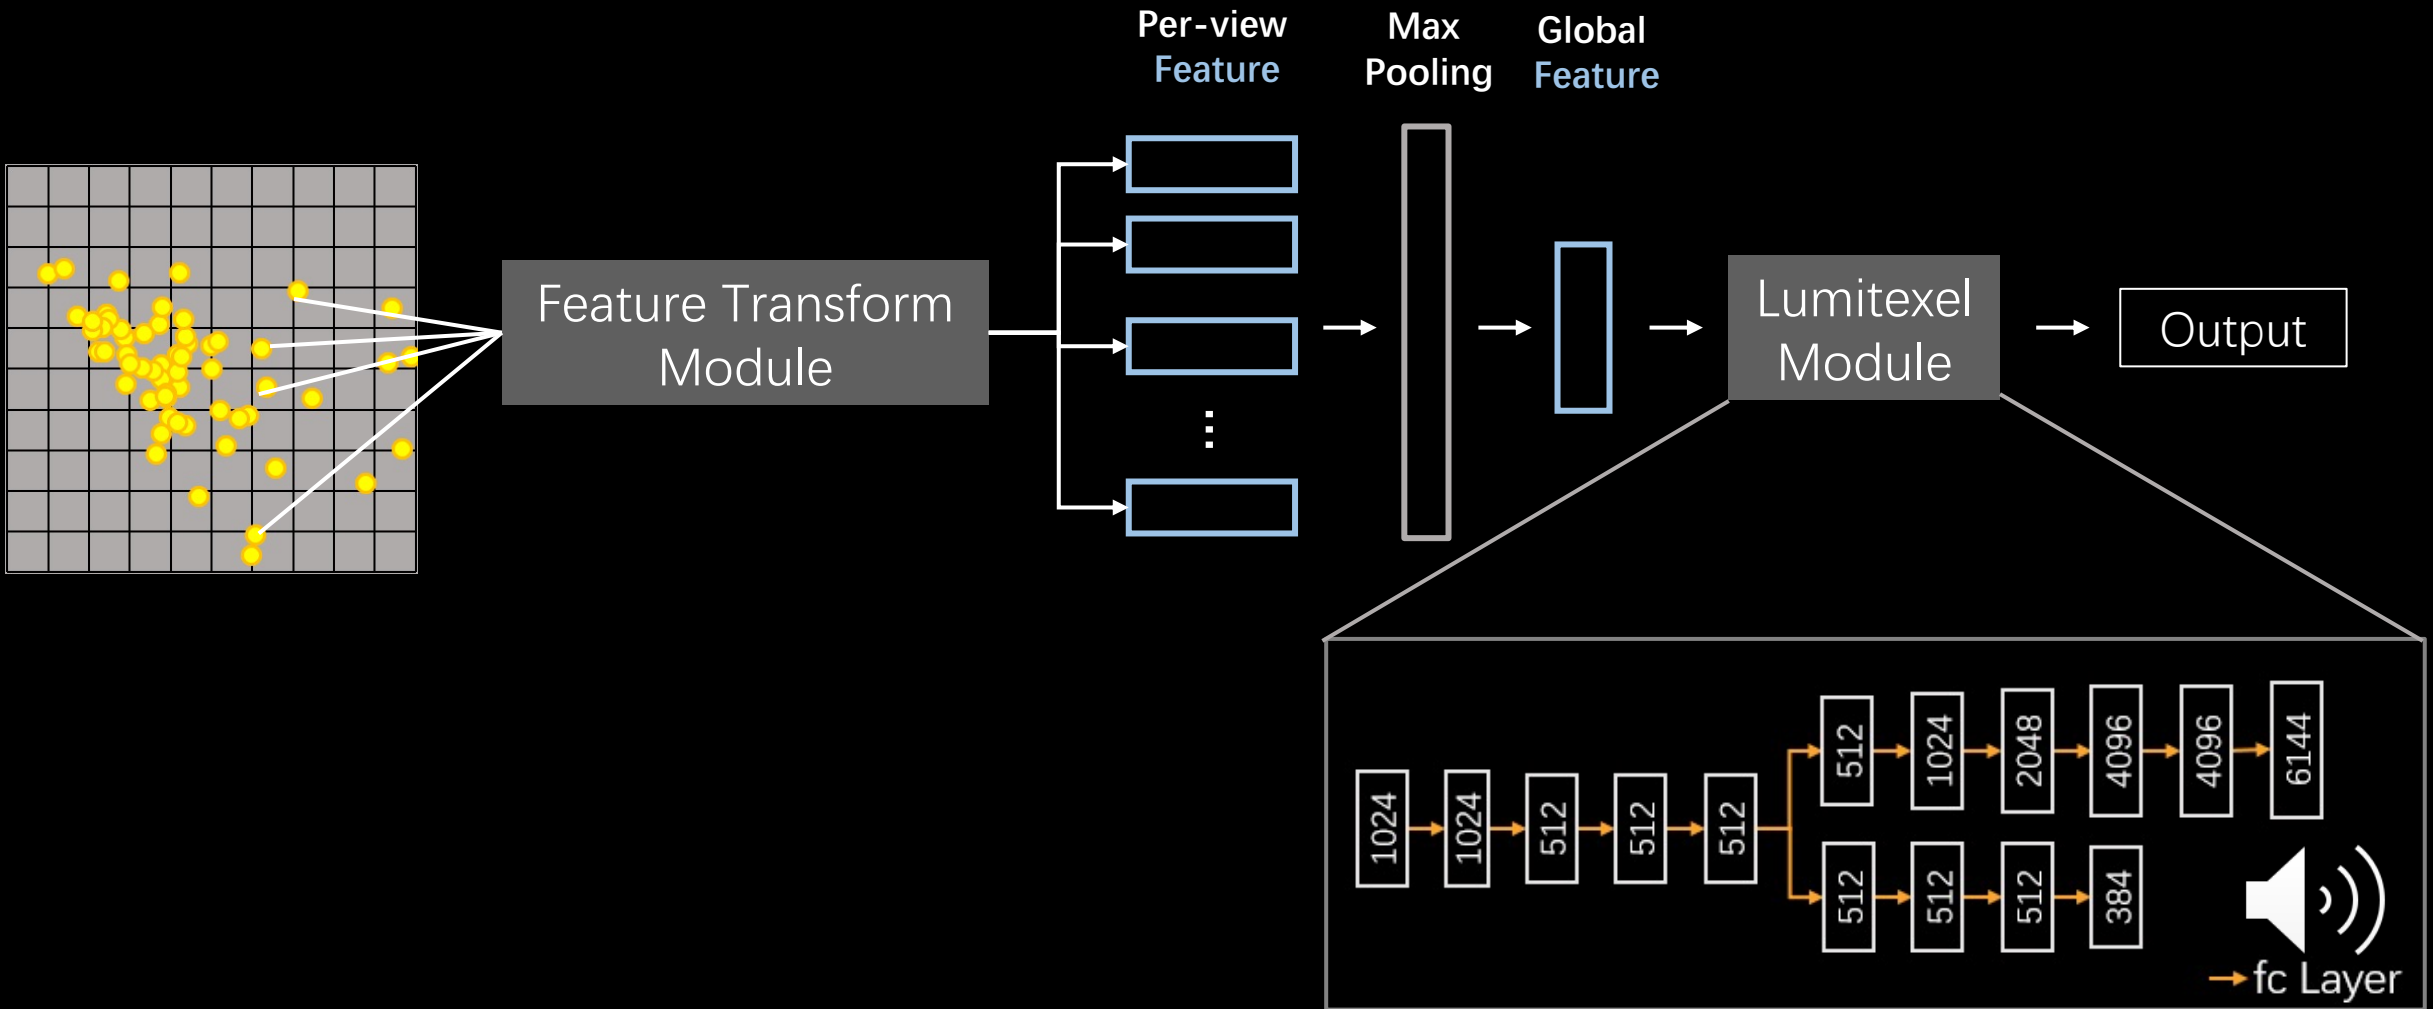 Per-view
Feature
Max
Pooling
Global
Feature
Feature Transform
Module
Lumitexel
Module
Output
1024
1024
512
512
512
512
1024
2048
4096
4096
6144
512
512
512
384
fc Layer